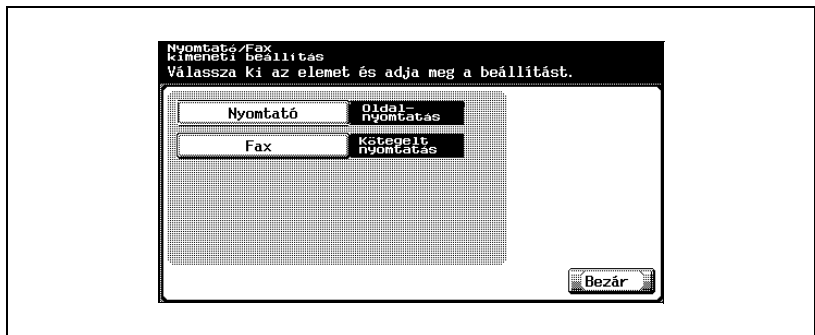 Nyomtató/Fax
kimeneti beállítás
Válassza ki az elemet és adja meg a beállítást.
Nyomtató
Oldal-
nyomtatás
Fax
Kötegelt
nyomtatás
Bezár